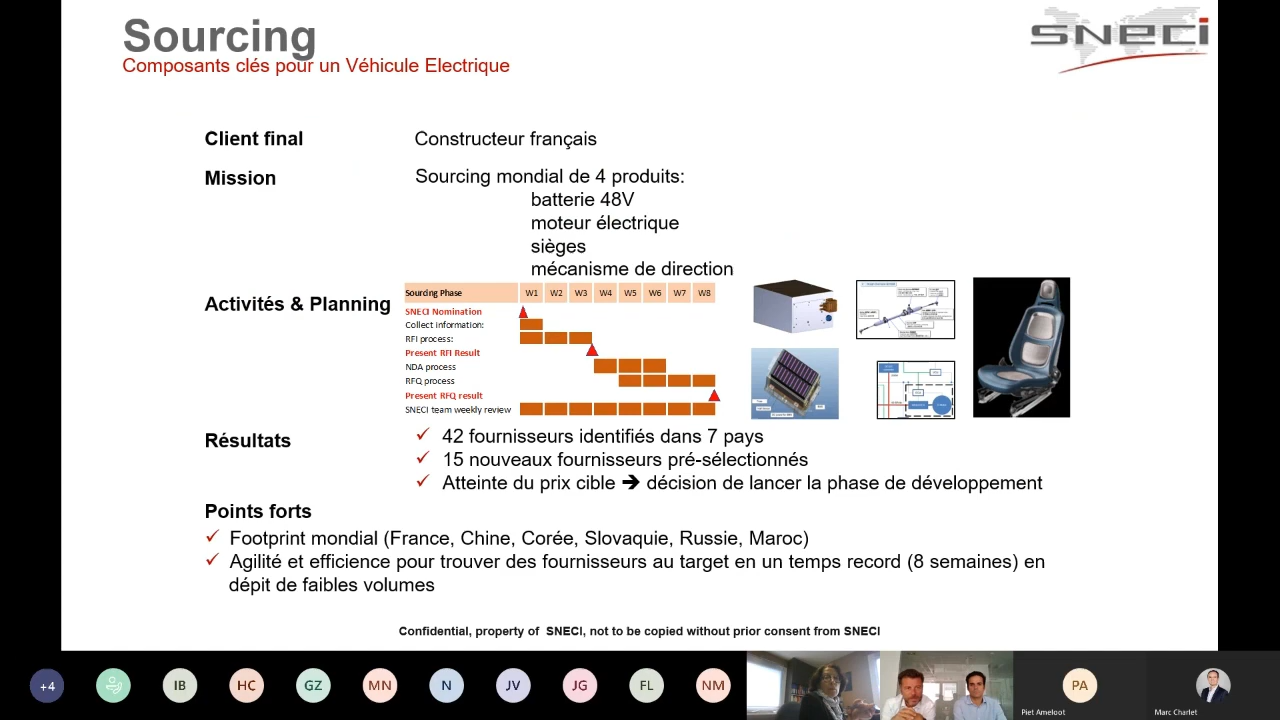 Sourcing
Composants clés pour un Véhicule Electrique
SNECI
Client final
Constructeur français
Mission
Sourcing mondial de 4 produits:
batterie 48V
moteur électrique
sièges
mécanisme de direction
Activités & Planning
Sourcing Phase W1 W2 W3 W4 W5 W6 W7 W8
SNECI Nomination
Collect information:
RFI process:
Present RFI Result
NDA process
RFQ process
Present RFQ result
SNECI team weekly review
Résultats
✓ 42 fournisseurs identifiés dans 7 pays
✓ 15 nouveaux fournisseurs pré-sélectionnés
✓ Atteinte du prix cible ➔ décision de lancer la phase de développement
Points forts
✓ Footprint mondial (France, Chine, Corée, Slovaquie, Russie, Maroc)
✓ Agilité et efficience pour trouver des fournisseurs au target en un temps record (8 semaines) en
dépit de faibles volumes
Confidential, property of SNECI, not to be copied without prior consent from SNECI
+4 IB HC GZ MN N JV JG FL NM PA
Piet Ameloot
Marc Charlet